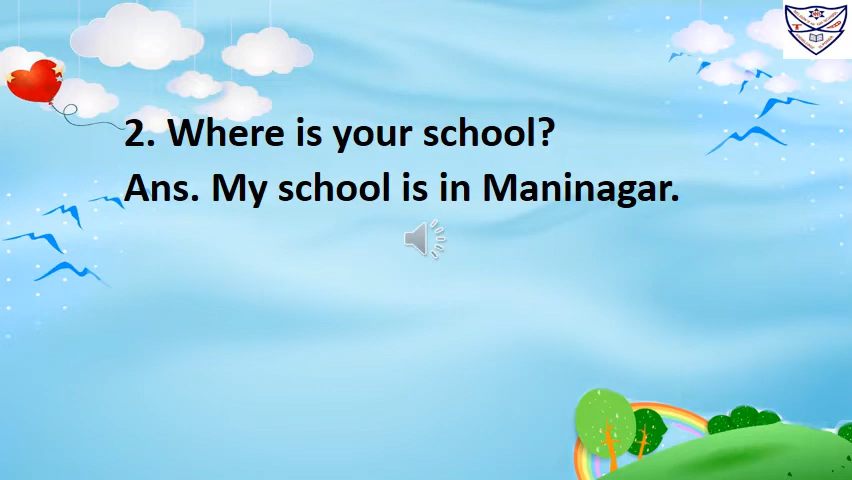 2. Where is your school?
Ans. My school is in Maninagar.